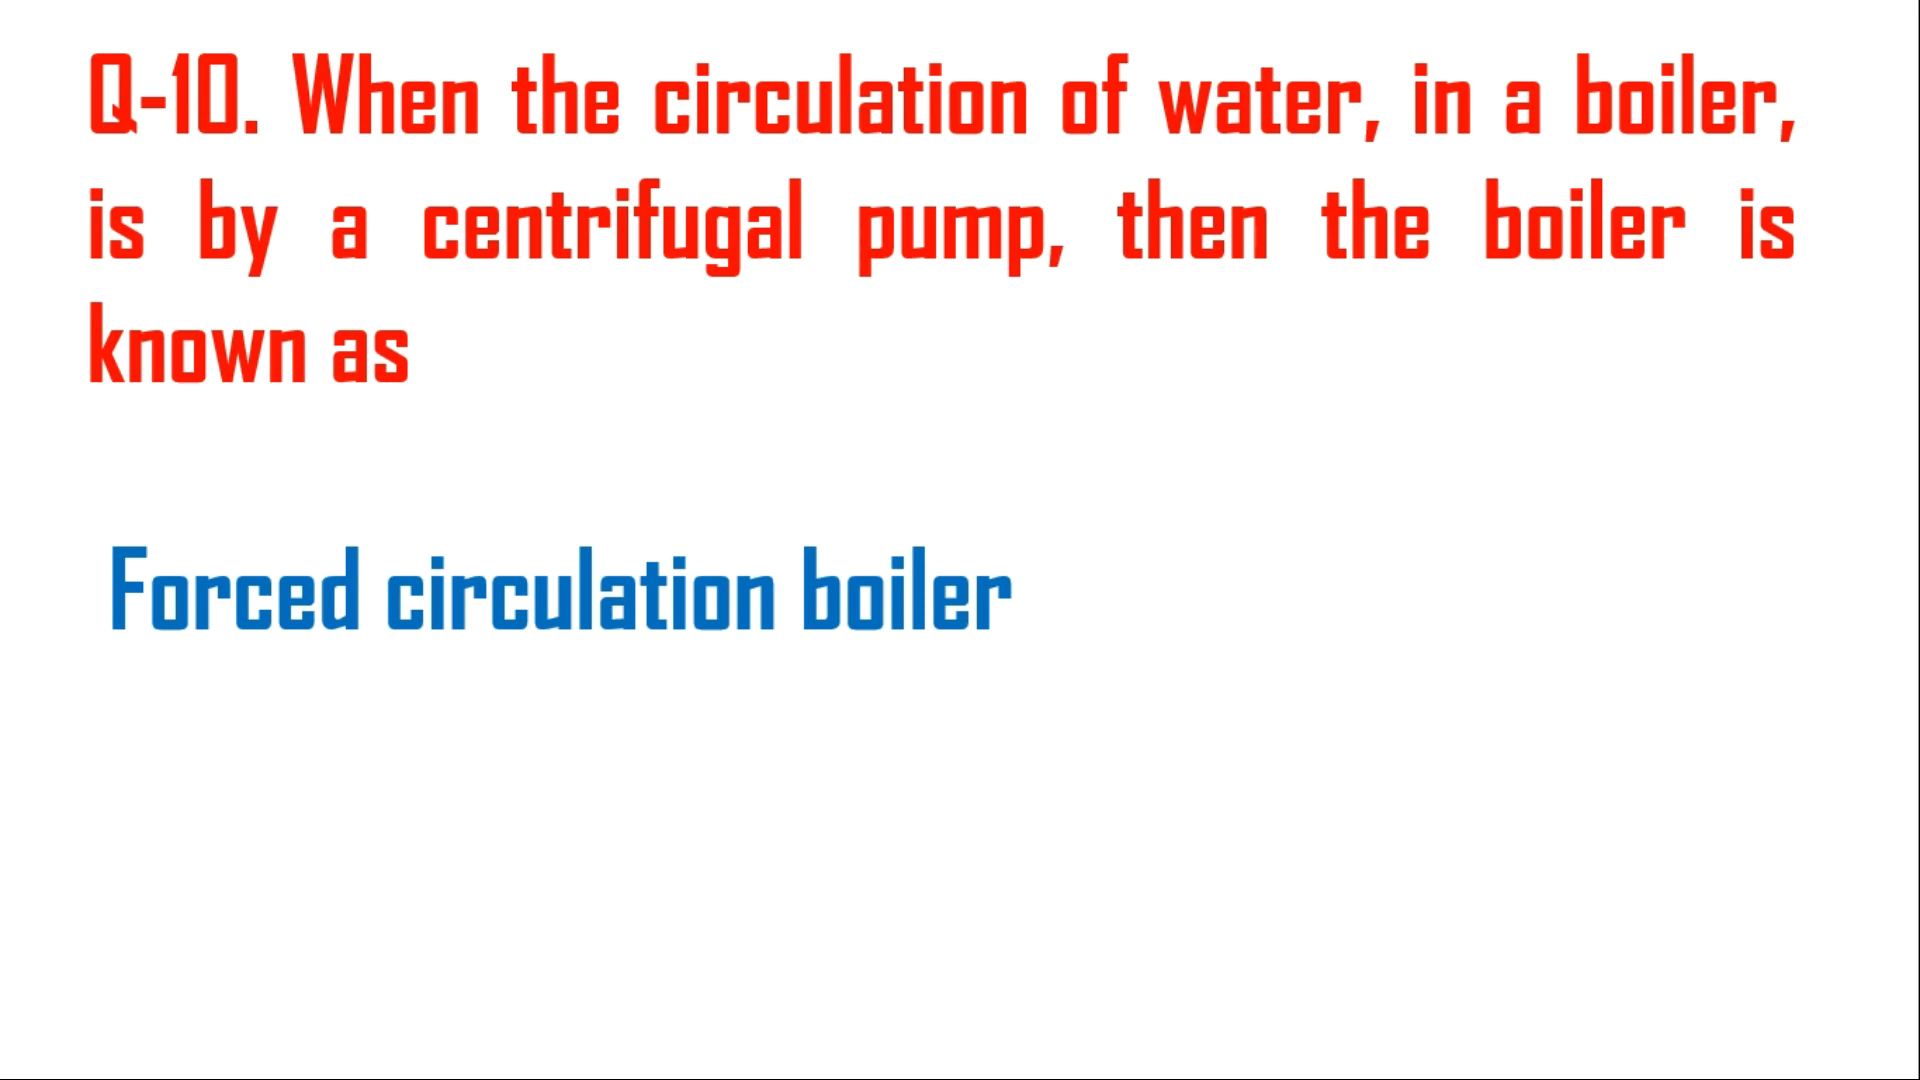 Q-10. When the circulation of water, in a boiler,
is by a centrifugal pump, then the boiler is
known as
Forced circulation boiler